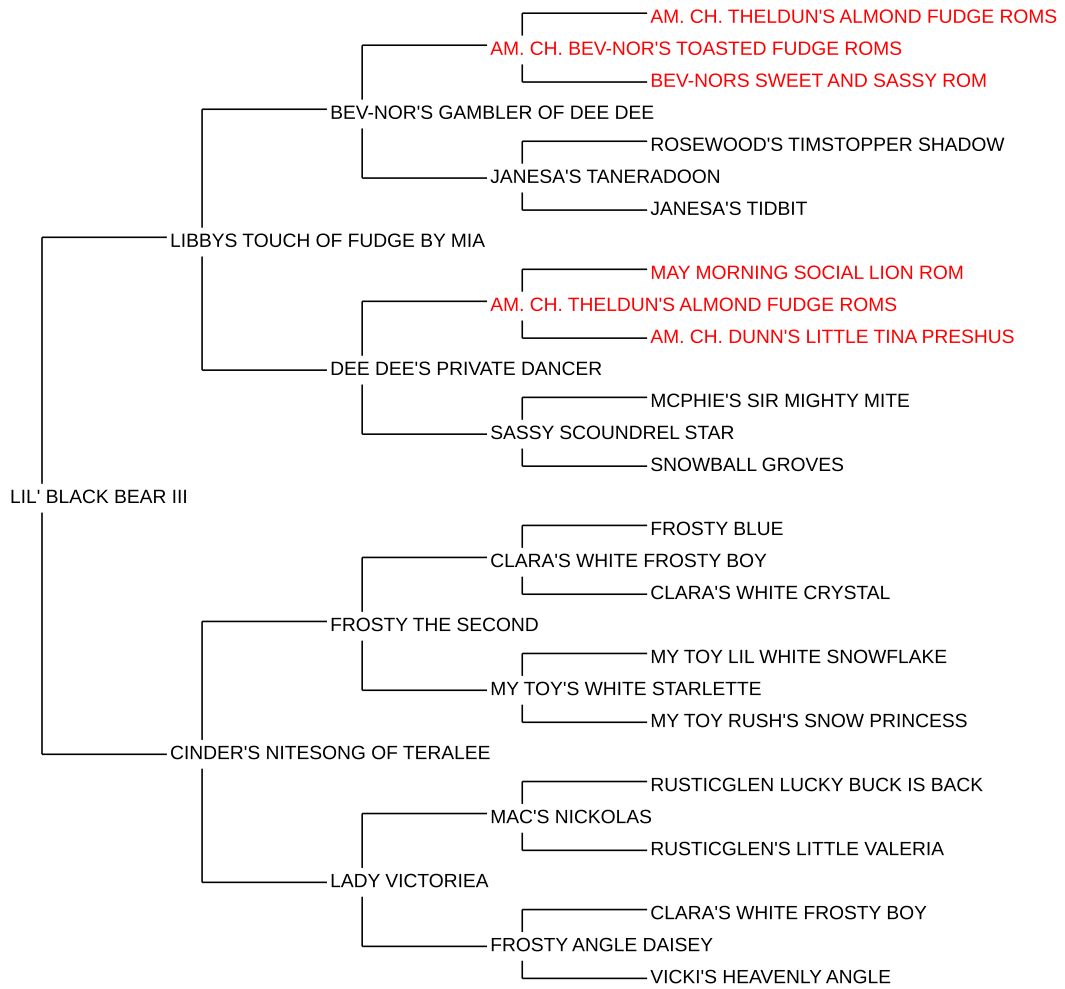 AM. CH. THELDUN'S ALMOND FUDGE ROMS
AM. CH. BEV-NOR'S TOASTED FUDGE ROMS
BEV-NORS SWEET AND SASSY ROM
BEV-NOR'S GAMBLER OF DEE DEE
ROSEWOOD'S TIMSTOPPER SHADOW
JANESA'S TANERADOON
JANESA'S TIDBIT
LIBBYS TOUCH OF FUDGE BY MIA
MAY MORNING SOCIAL LION ROM
AM. CH. THELDUN'S ALMOND FUDGE ROMS
AM. CH. DUNN'S LITTLE TINA PRESHUS
DEE DEE'S PRIVATE DANCER
MCPHIE'S SIR MIGHTY MITE
SASSY SCOUNDREL STAR
SNOWBALL GROVES
LIL' BLACK BEAR III
FROSTY BLUE
CLARA'S WHITE FROSTY BOY
CLARA'S WHITE CRYSTAL
FROSTY THE SECOND
MY TOY LIL WHITE SNOWFLAKE
MY TOY'S WHITE STARLETTE
MY TOY RUSH'S SNOW PRINCESS
CINDER'S NITESONG OF TERALEE
RUSTICGLEN LUCKY BUCK IS BACK
MAC'S NICKOLAS
RUSTICGLEN'S LITTLE VALERIA
LADY VICTORIEA
CLARA'S WHITE FROSTY BOY
FROSTY ANGLE DAISEY
VICKI'S HEAVENLY ANGLE